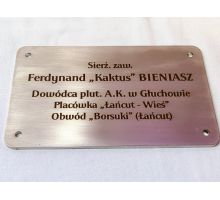 Sierż. zaw.
Ferdynand „Kaktus” BIENIASZ
Dowódca plut. A.K. w Głuchowie
Placówka „Łańcut - Wieś”
Obwód „Borsuki” (Łańcut)